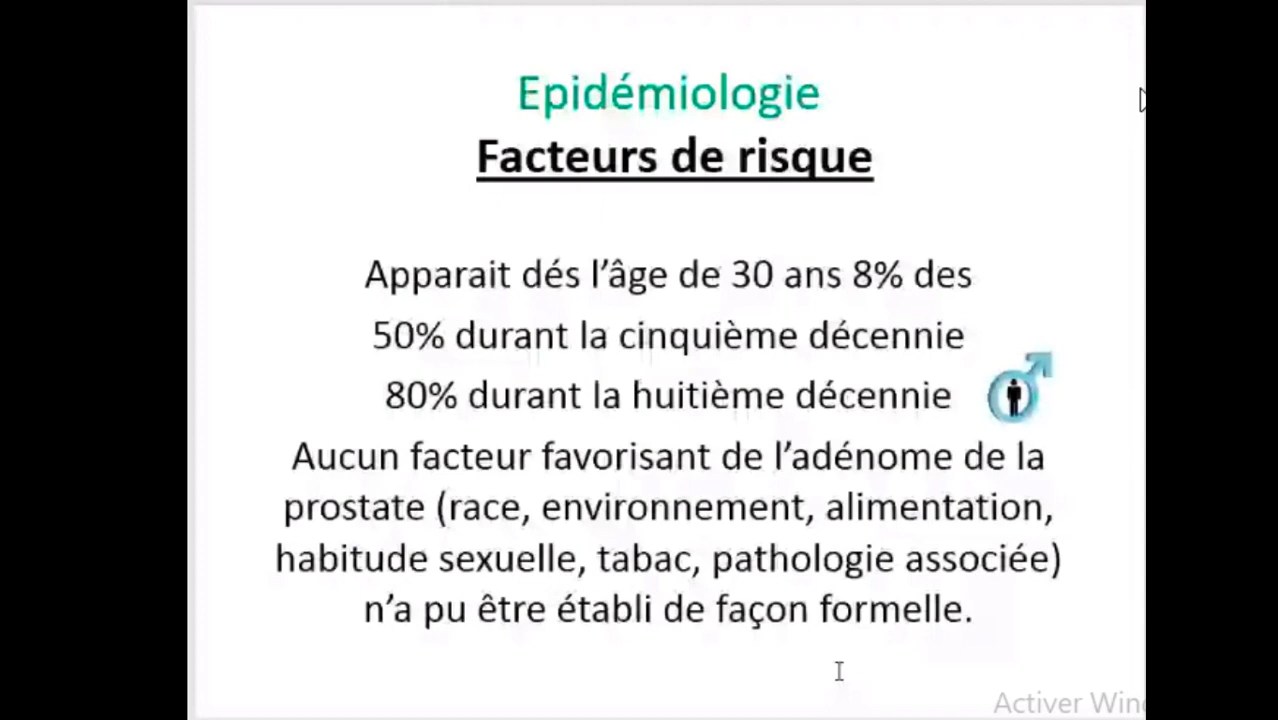 Epidémiologie
Facteurs de risque
Apparait dés l'âge de 30 ans 8% des
50% durant la cinquième décennie
80% durant la huitième décennie
Aucun facteur favorisant de l'adénome de la
prostate (race, environnement, alimentation,
habitude sexuelle, tabac, pathologie associée)
n'a pu être établi de façon formelle.
Activer